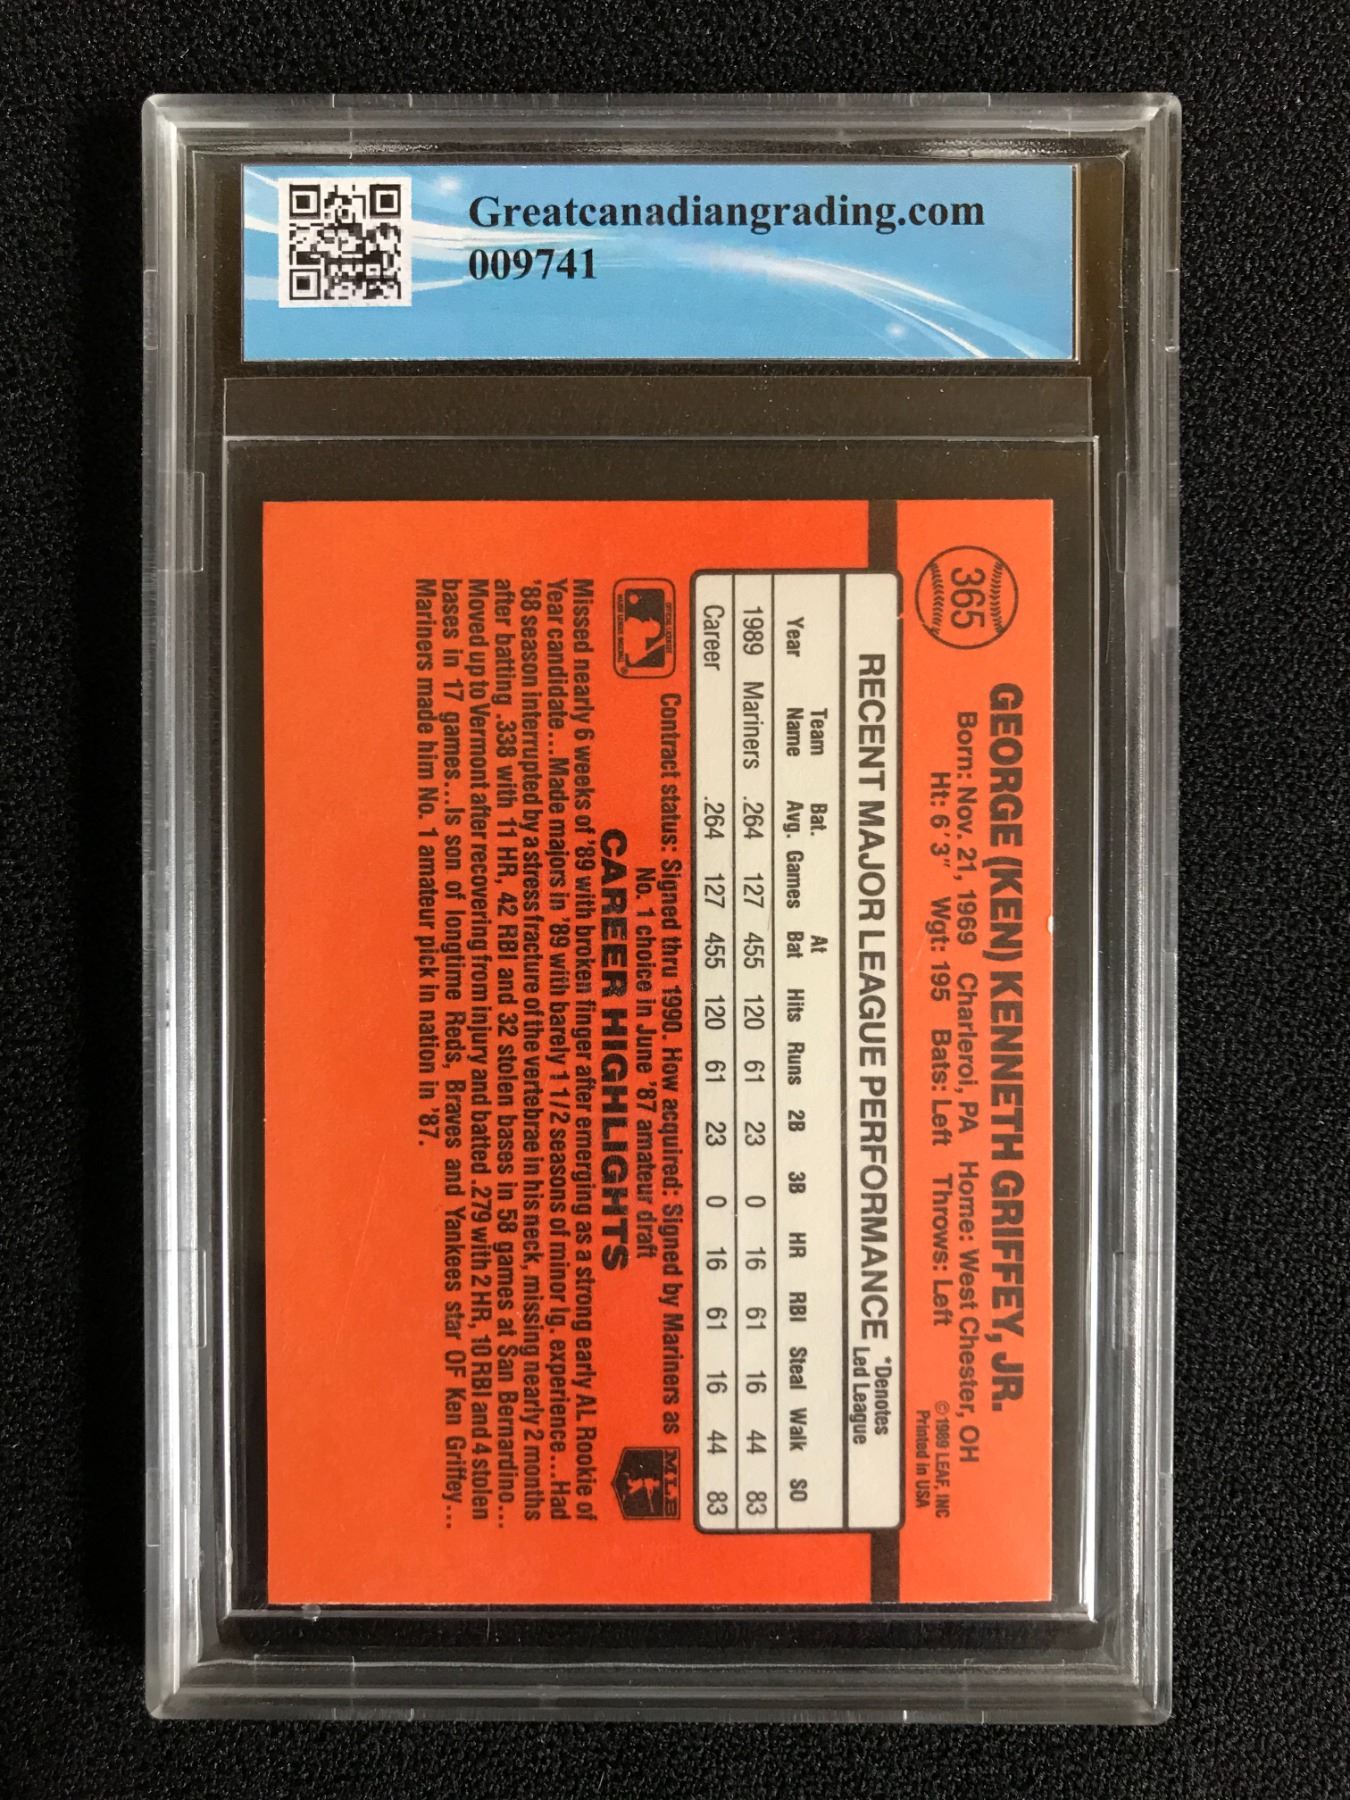 Greatcanadiangrading.com
009741
365
GEORGE (KEN) KENNETH GRIFFEY, JR.
Born: Nov. 21, 1969 Charleroi, PA Home: West Chester, OH
Ht: 6'3" Wgt: 195 Bats: Left Throws: Left
©1989 LEAF, INC
Printed in USA
RECENT MAJOR LEAGUE PERFORMANCE
*Denotes
Led League
Year Team Name Bat. Avg. Games At Bat Hits Runs 2B 3B HR RBI Steal Walk SO
1989 Mariners .264 127 455 120 61 23 0 16 61 16 44 83
Career .264 127 455 120 61 23 0 16 61 16 44 83
Contract status: Signed thru 1990. How acquired: Signed by Mariners as
No. 1 choice in June '87 amateur draft
MLB
CAREER HIGHLIGHTS
Missed nearly 6 weeks of '89 with broken finger after emerging as a strong early AL Rookie of
Year candidate...Made majors in '89 with barely 1 1/2 seasons of minor lg. experience...Had
'88 season interrupted by a stress fracture of the vertebrae in his neck, missing nearly 2 months
after batting .338 with 11 HR, 42 RBI and 32 stolen bases in 58 games at San Bernardino...
Moved up to Vermont after recovering from injury and batted .279 with 2 HR, 10 RBI and 4 stolen
bases in 17 games...Is son of longtime Reds, Braves and Yankees star OF Ken Griffey...
Mariners made him No. 1 amateur pick in nation in '87.